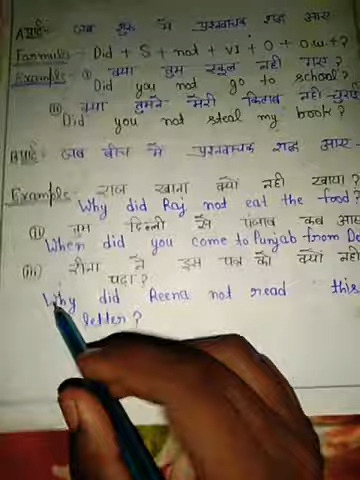 A part: जब शुरू में प्रश्नवाचक शब्द आए
Formula - Did + S + not + VI + O + o.w + ?
Example - (i) क्या तुम स्कूल नहीं गए?
Did you not go to school?
(ii) क्या तुमने मेरी किताब नहीं चुराई
Did you not steal my book?
जब बीच में प्रश्नवाचक शब्द आए -
Example - राज खाना क्यों नहीं खाया?
Why did Raj not eat the food?
(ii) तुम दिल्ली से पंजाब कब आए
When did you come to Punjab from De
(iii) रीना ने इस पत्र को क्यों नहीं
पढ़ा?
Why did Reena not read this
letter?